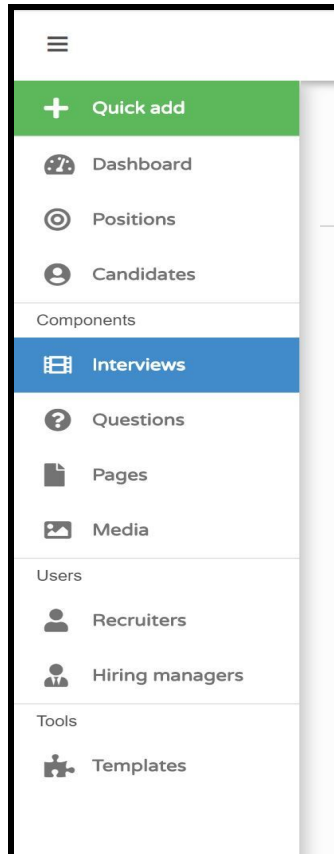 Quick add
Dashboard
Positions
Candidates
Components
Interviews
Questions
Pages
Media
Users
Recruiters
Hiring managers
Tools
Templates